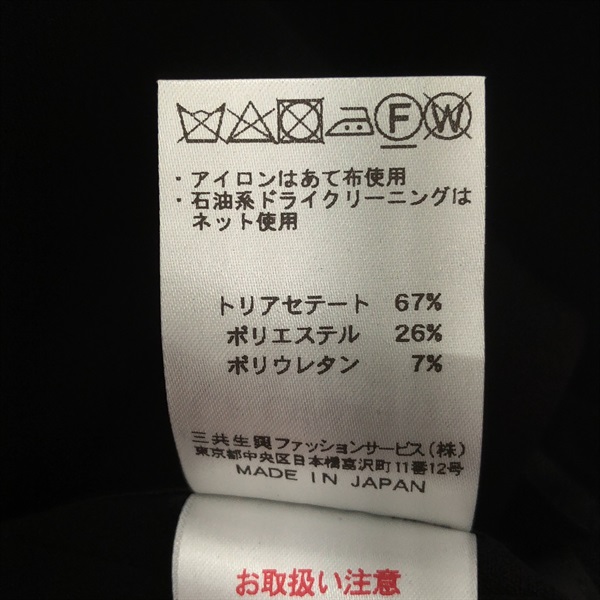 F W
・アイロンはあて布使用
・石油系ドライクリーニングは
ネット使用
トリアセテート 67%
ポリエステル 26%
ポリウレタン 7%
三共生興ファッションサービス(株)
東京都中央区日本橋富沢町11番12号
MADE IN JAPAN
お取扱い注意